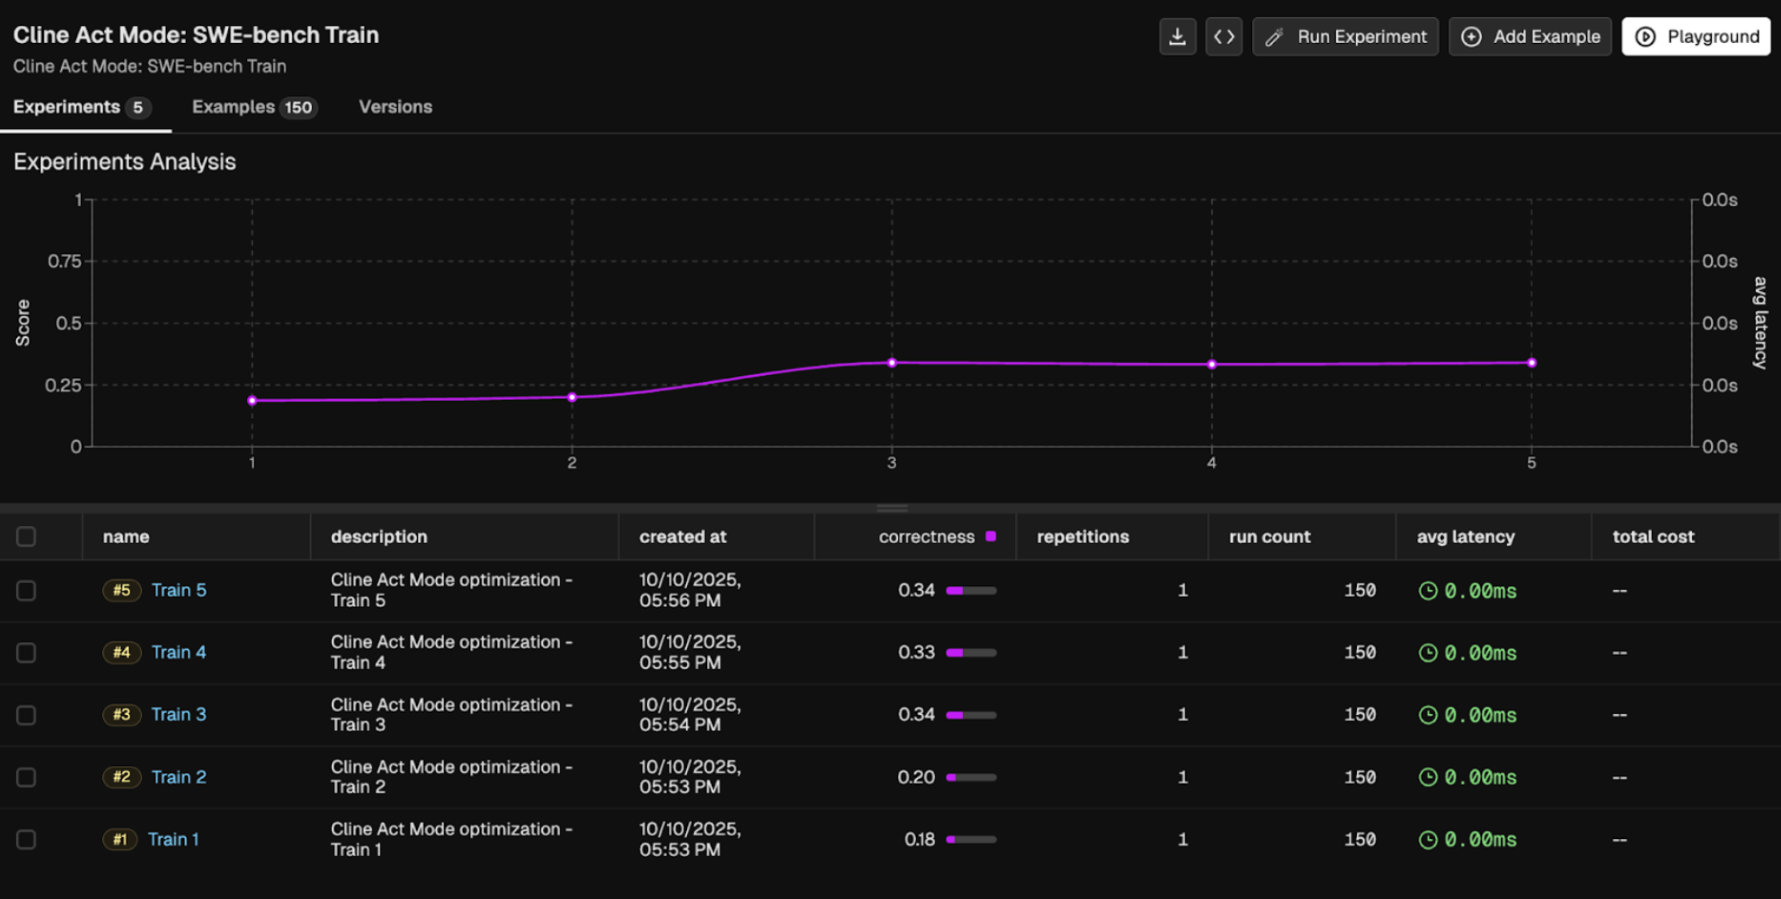 Cline Act Mode: SWE-bench Train
Cline Act Mode: SWE-bench Train
Run Experiment
Add Example
Playground
Experiments 5
Examples 150
Versions
Experiments Analysis
Score
1
0.75
0.5
0.25
0
0.0s
0.0s
0.0s
0.0s
0.0s
avg latency
1 2 3 4 5
name description created at correctness repetitions run count avg latency total cost
#5 Train 5 Cline Act Mode optimization - 10/10/2025, 0.34 1 150 0.00ms --
Train 5 05:56 PM
#4 Train 4 Cline Act Mode optimization - 10/10/2025, 0.33 1 150 0.00ms --
Train 4 05:55 PM
#3 Train 3 Cline Act Mode optimization - 10/10/2025, 0.34 1 150 0.00ms --
Train 3 05:54 PM
#2 Train 2 Cline Act Mode optimization - 10/10/2025, 0.20 1 150 0.00ms --
Train 2 05:53 PM
#1 Train 1 Cline Act Mode optimization - 10/10/2025, 0.18 1 150 0.00ms --
Train 1 05:53 PM